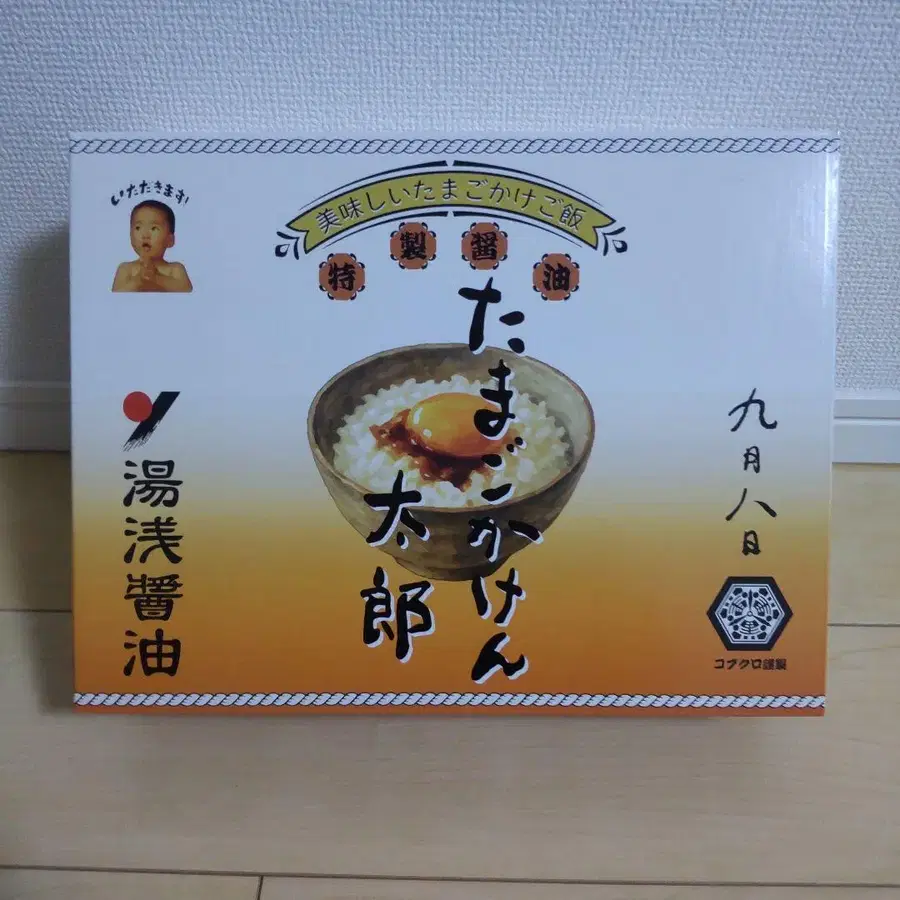 いただきます!
美味しいたまごかけご飯
特製醤油
たまごかけん
太郎
九月八日
湯浅醤油
コブクロ謹製